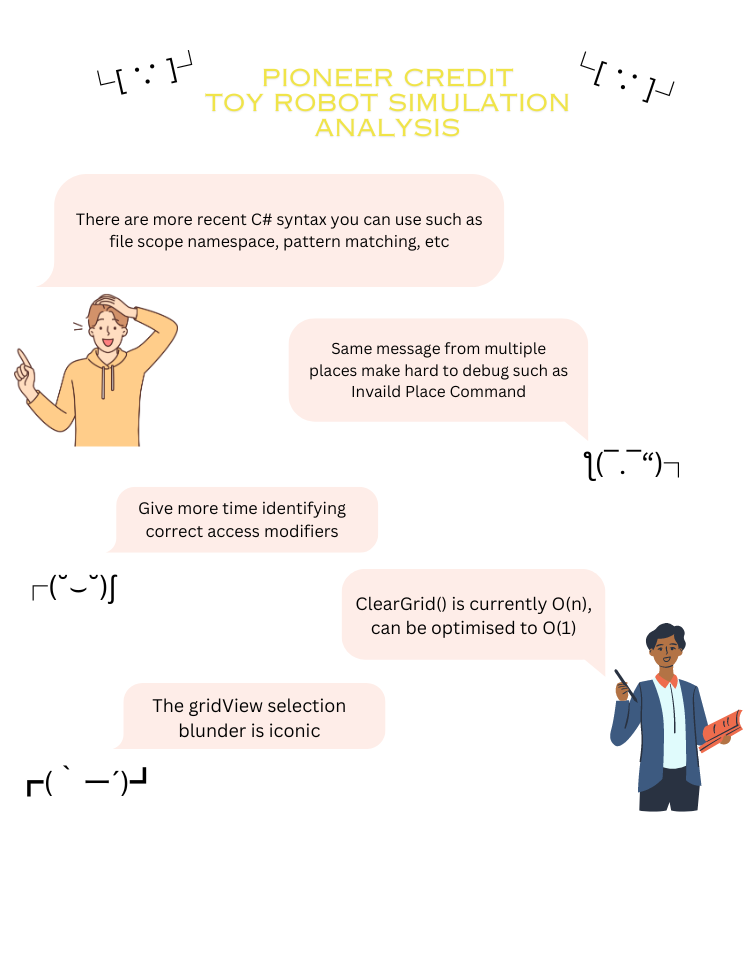 └[ ∵ ]┘
└[ ∵ ]┘
PIONEER CREDIT
TOY ROBOT SIMULATION
ANALYSIS
There are more recent C# syntax you can use such as
file scope namespace, pattern matching, etc
Same message from multiple
places make hard to debug such as
Invaild Place Command
ƪ(‾.‾“)┐
Give more time identifying
correct access modifiers
┌(˘⌣˘)ʃ
ClearGrid() is currently O(n),
can be optimised to O(1)
The gridView selection
blunder is iconic
┏(｀ー´)┛